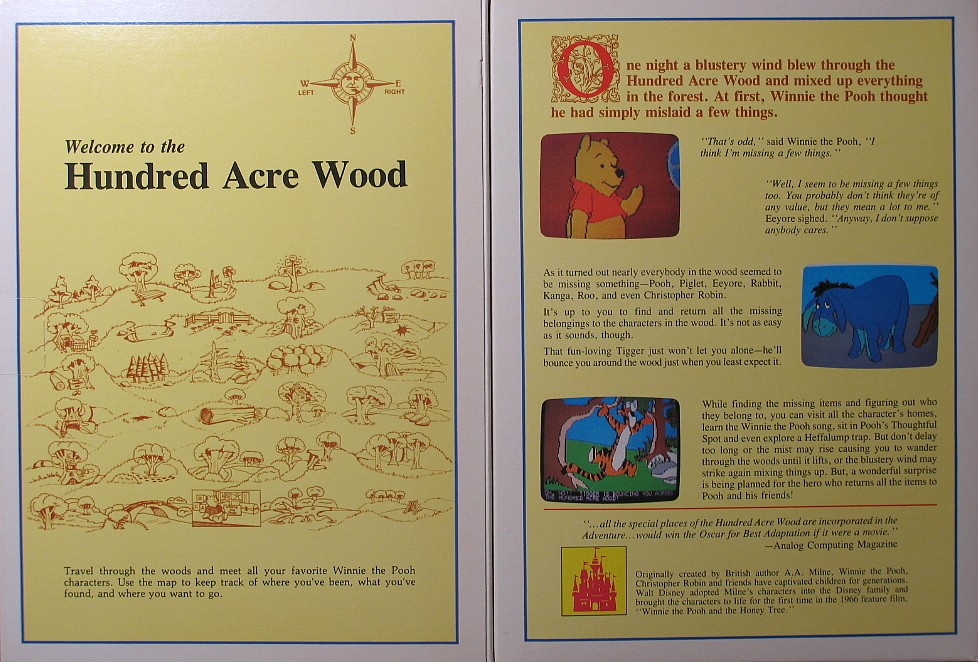 N
W
E
LEFT
RIGHT
S
Welcome to the
Hundred Acre Wood
Travel through the woods and meet all your favorite Winnie the Pooh
characters. Use the map to keep track of where you've been, what you've
found, and where you want to go.
One night a blustery wind blew through the
Hundred Acre Wood and mixed up everything
in the forest. At first, Winnie the Pooh thought
he had simply mislaid a few things.
"That's odd," said Winnie the Pooh, "I
think I'm missing a few things."
"Well, I seem to be missing a few things
too. You probably don't think they're of
any value, but they mean a lot to me."
Eeyore sighed. "Anyway, I don't suppose
anybody cares."
As it turned out nearly everybody in the wood seemed to
be missing something—Pooh, Piglet, Eeyore, Rabbit,
Kanga, Roo, and even Christopher Robin.
It's up to you to find and return all the missing
belongings to the characters in the wood. It's not as easy
as it sounds, though.
That fun-loving Tigger just won't let you alone—he'll
bounce you around the wood just when you least expect it.
TIGGER IS BOUNCING YOU ACROSS
THE HUNDRED ACRE WOOD!
While finding the missing items and figuring out who
they belong to, you can visit all the character's homes,
learn the Winnie the Pooh song, sit in Pooh's Thoughtful
Spot and even explore a Heffalump trap. But don't delay
too long or the mist may rise causing you to wander
through the woods until it lifts, or the blustery wind may
strike again mixing things up. But, a wonderful surprise
is being planned for the hero who returns all the items to
Pooh and his friends!
"...all the special places of the Hundred Acre Wood are incorporated in the
Adventure...would win the Oscar for Best Adaptation if it were a movie."
—Analog Computing Magazine
Originally created by British author A.A. Milne, Winnie the Pooh,
Christopher Robin and friends have captivated children for generations.
Walt Disney adopted Milne's characters into the Disney family and
brought the characters to life for the first time in the 1966 feature film,
"Winnie the Pooh and the Honey Tree."